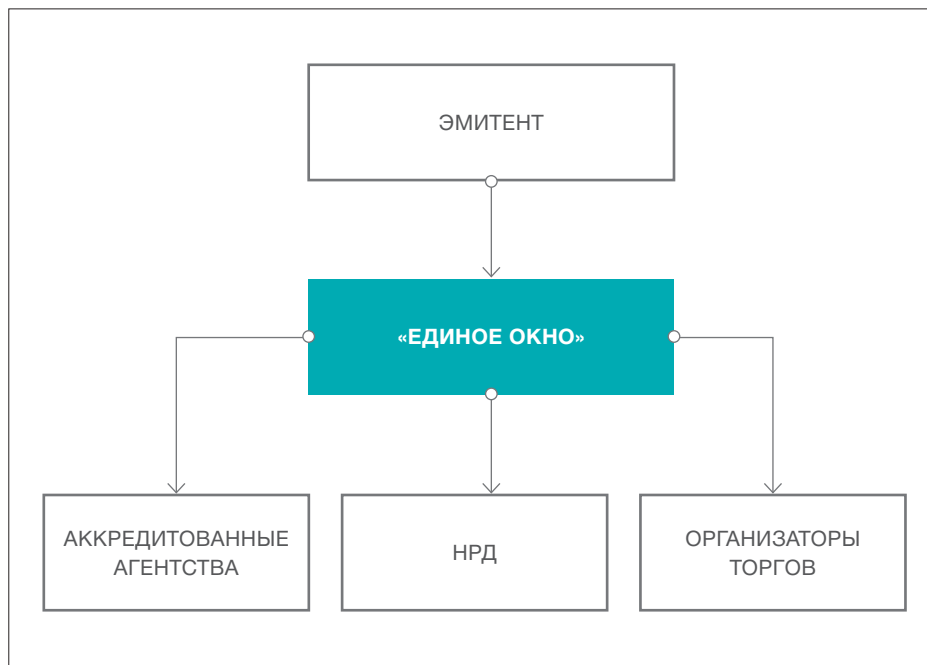 ЭМИТЕНТ
«ЕДИНОЕ ОКНО»
АККРЕДИТОВАННЫЕ
АГЕНТСТВА
НРД
ОРГАНИЗАТОРЫ
ТОРГОВ